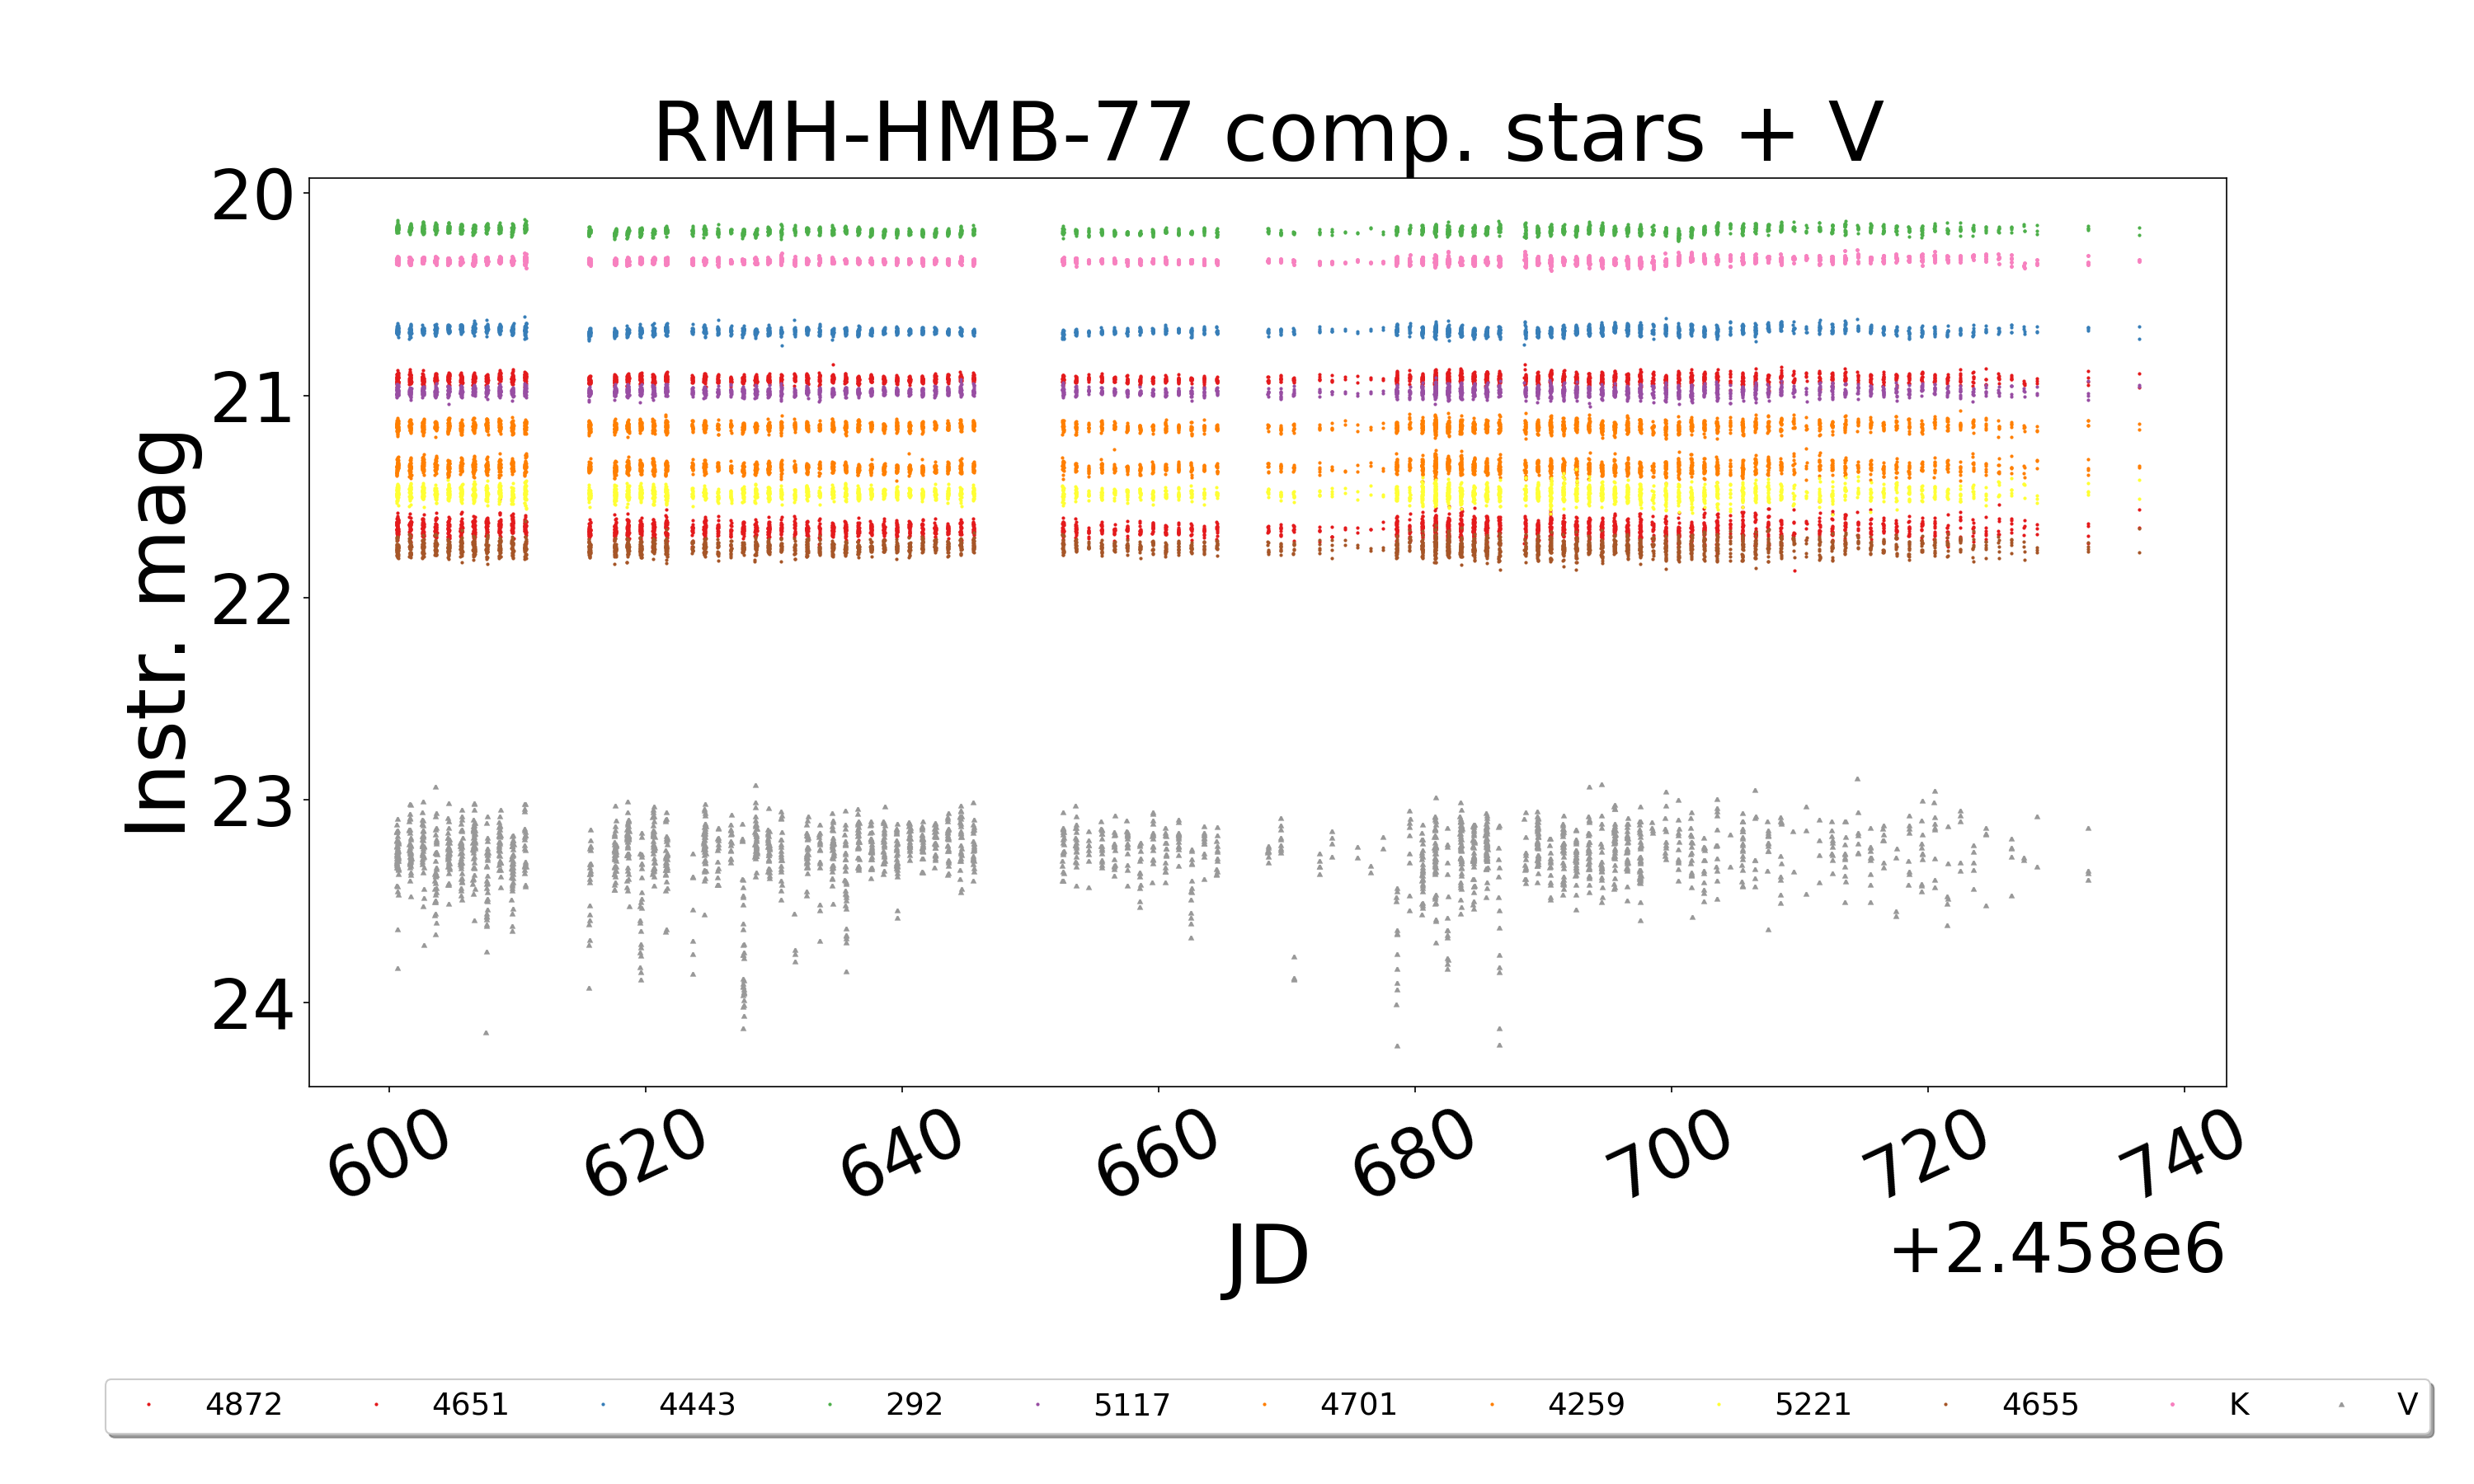 RMH-HMB-77 comp. stars + V
Instr. mag
20
21
22
23
24
600 620 640 660 680 700 720 740
JD
+2.458e6
4872 4651 4443 292 5117 4701 4259 5221 4655 K V